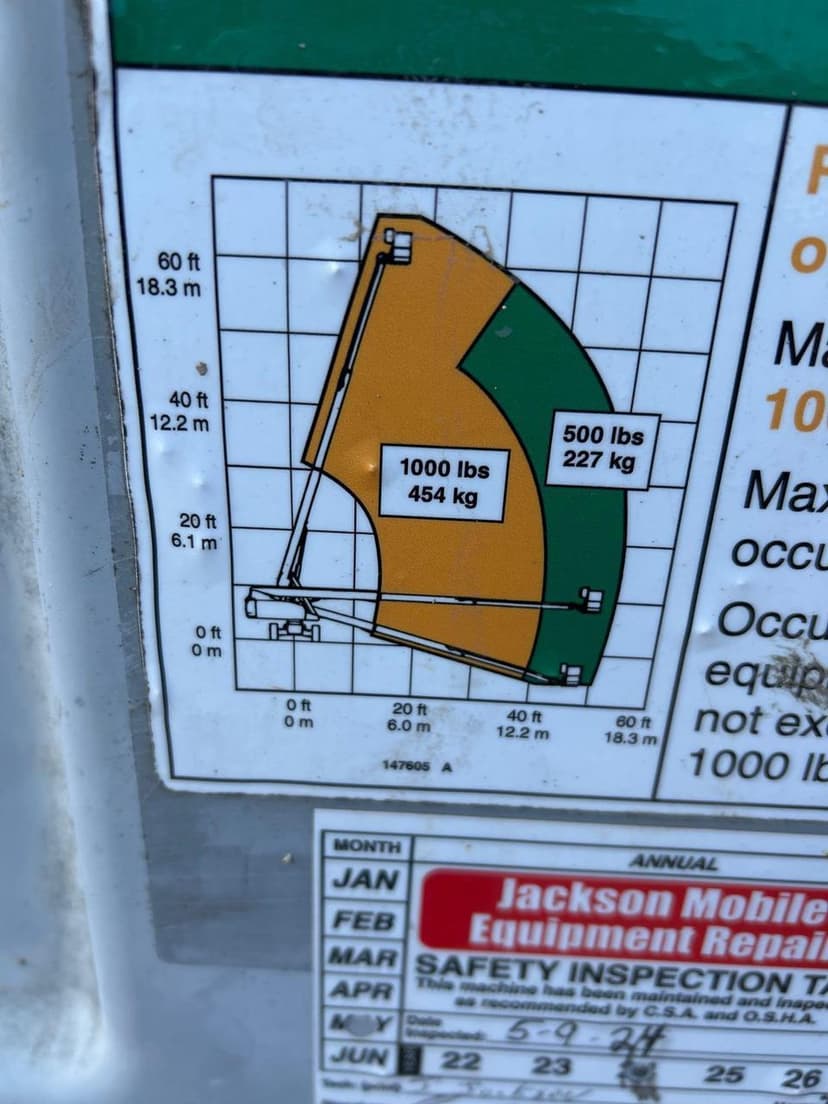 60 ft
18.3 m
40 ft
12.2 m
20 ft
6.1 m
0 ft
0 m
1000 lbs
454 kg
500 lbs
227 kg
0 ft
0 m
20 ft
6.0 m
40 ft
12.2 m
60 ft
18.3 m
147605 A
o
Ma
10
Max
occu
Occu
equip
not ex
1000 lb
MONTH
ANNUAL
JAN
Jackson Mobile
FEB
Equipment Repai
MAR
SAFETY INSPECTION TA
APR
This machine has been maintained and inspe
as recommended by C.S.A. and O.S.H.A.
M Y
Date
Inspected: 5-9-24
JUN
22 23 25 26